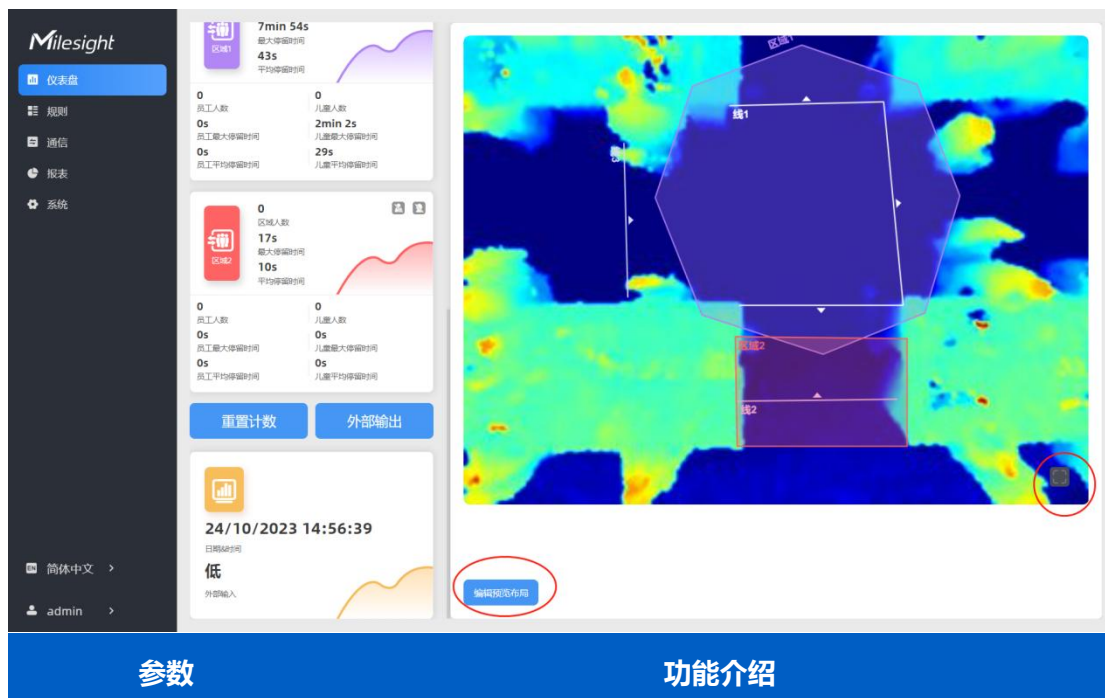 Milesight
仪表盘
规则
通信
报表
系统
简体中文
admin
7min 54s
区域1
最大停留时间
43s
平均停留时间
0
0
员工人数
儿童人数
0s
2min 2s
员工最大停留时间
儿童最大停留时间
0s
29s
员工平均停留时间
儿童平均停留时间
0
区域人数
17s
区域2
最大停留时间
10s
平均停留时间
0
0
员工人数
儿童人数
0s
0s
员工最大停留时间
儿童最大停留时间
0s
0s
员工平均停留时间
儿童平均停留时间
重置计数
外部输出
24/10/2023 14:56:39
日期&时间
低
外部输入
区域1
线1
区域2
线2
编辑预览布局
参数
功能介绍